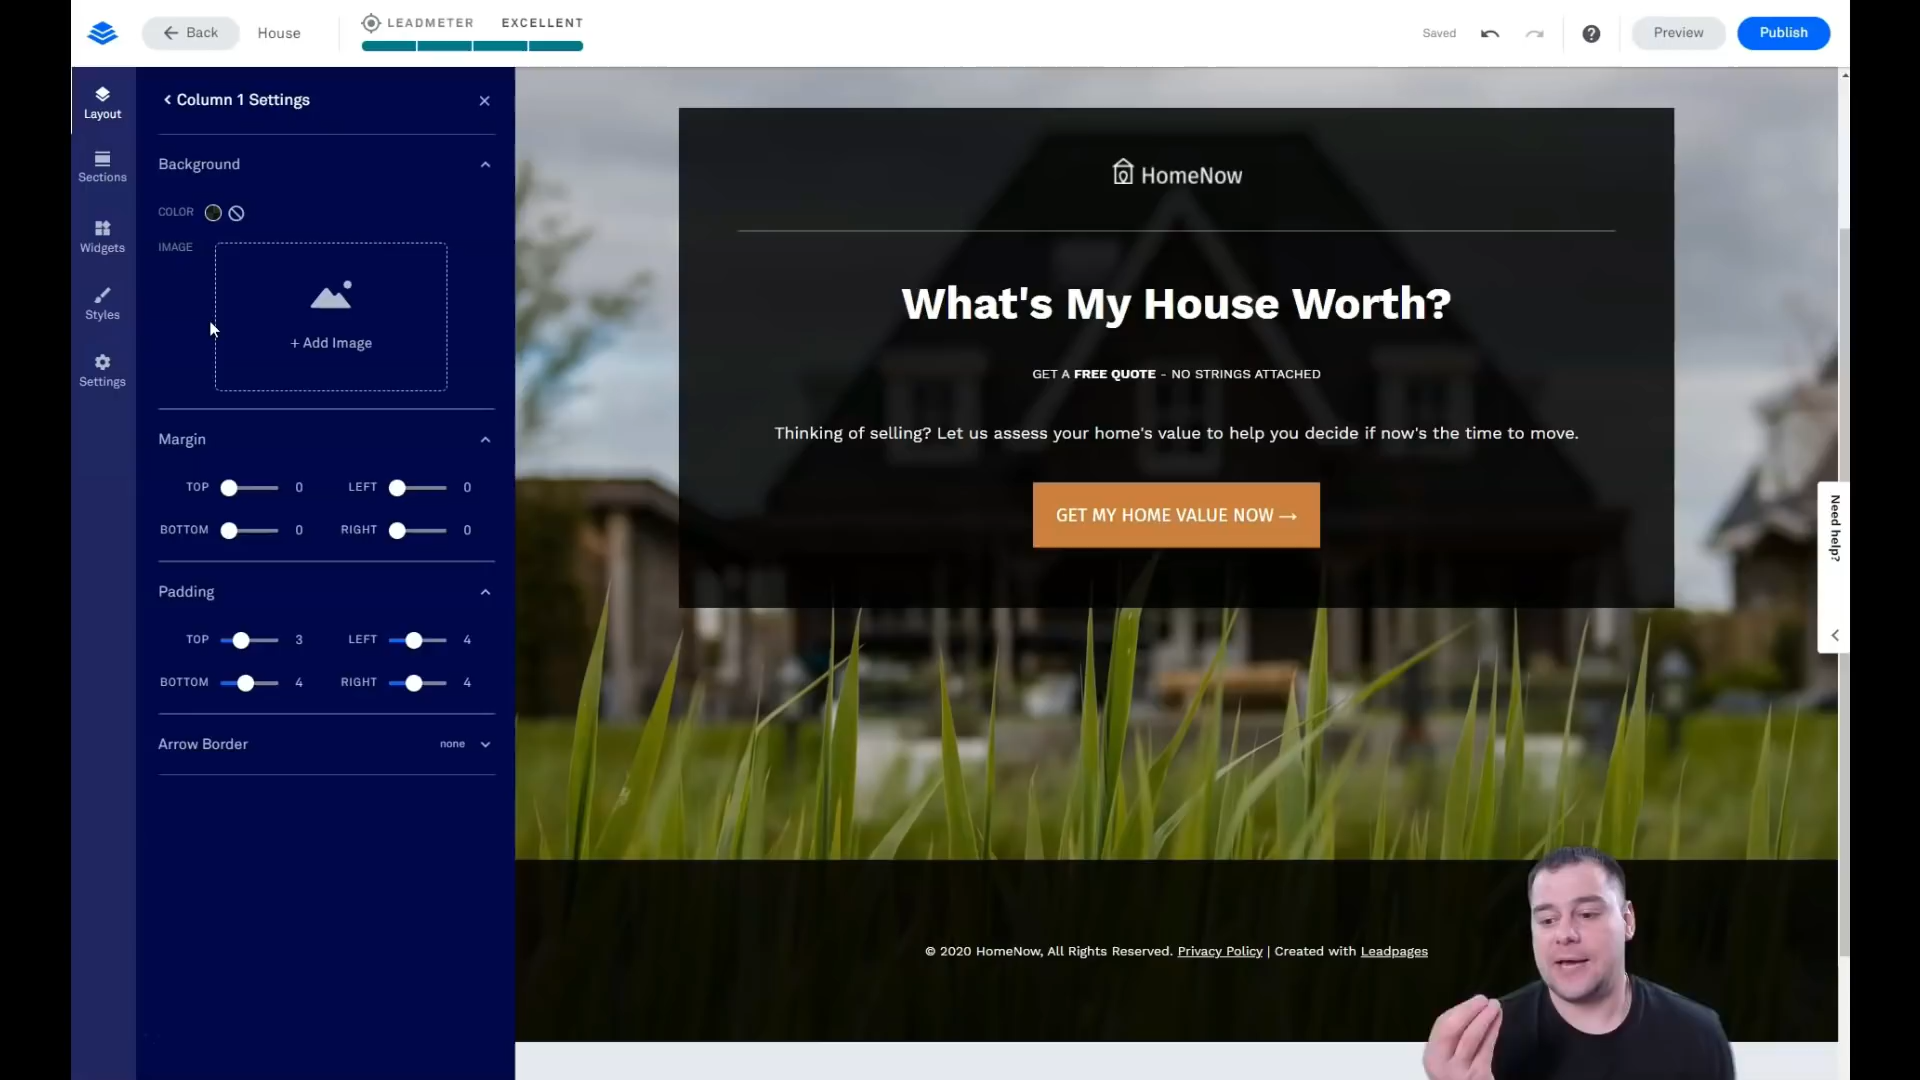 Back
House
LEADMETER EXCELLENT
Saved
Preview
Publish
Layout
Sections
Widgets
Styles
Settings
Column 1 Settings
Background
COLOR
IMAGE
+ Add Image
Margin
TOP 0 LEFT 0
BOTTOM 0 RIGHT 0
Padding
TOP 3 LEFT 4
BOTTOM 4 RIGHT 4
Arrow Border none
HomeNow
What's My House Worth?
GET A FREE QUOTE - NO STRINGS ATTACHED
Thinking of selling? Let us assess your home's value to help you decide if now's the time to move.
GET MY HOME VALUE NOW →
© 2020 HomeNow, All Rights Reserved. Privacy Policy | Created with Leadpages
Need help?